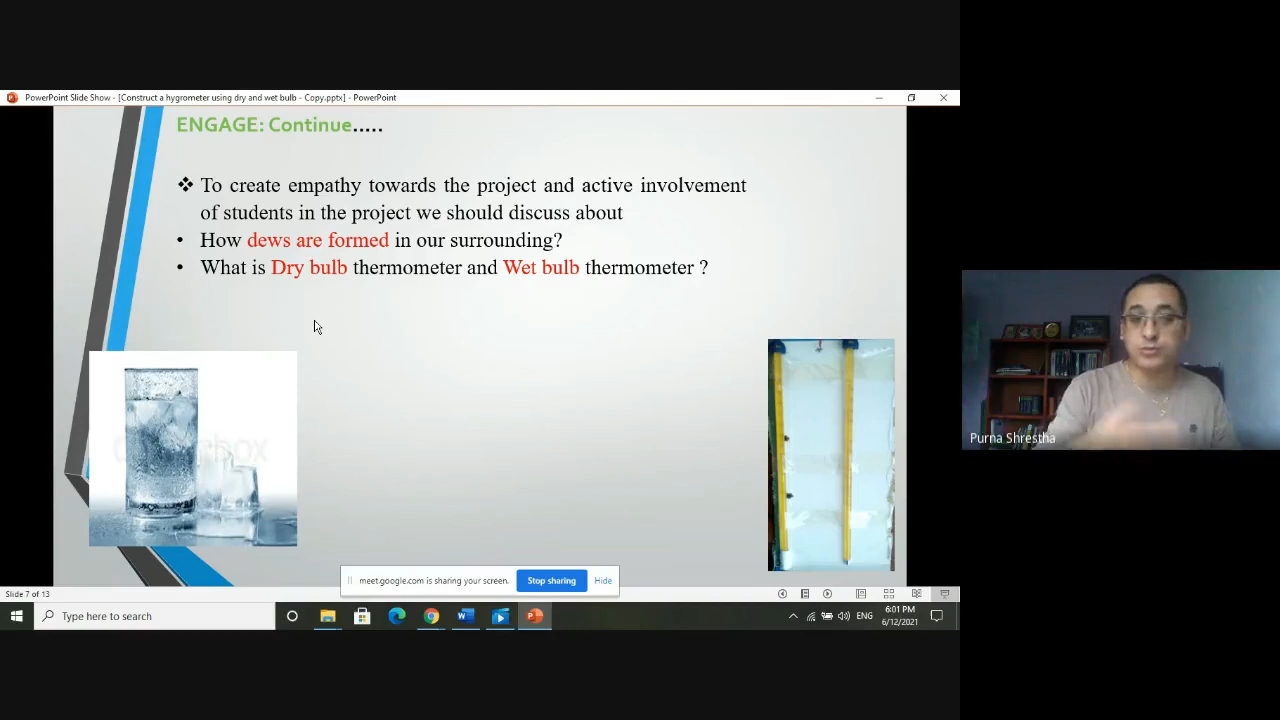 PowerPoint Slide Show - [Construct a hygrometer using dry and wet bulb - Copy.pptx] - PowerPoint
ENGAGE: Continue.....
❖ To create empathy towards the project and active involvement
of students in the project we should discuss about
• How dews are formed in our surrounding?
• What is Dry bulb thermometer and Wet bulb thermometer ?
Purna Shrestha
meet.google.com is sharing your screen.
Stop sharing
Hide
Slide 7 of 13
Type here to search
ENG
6:01 PM
6/12/2021